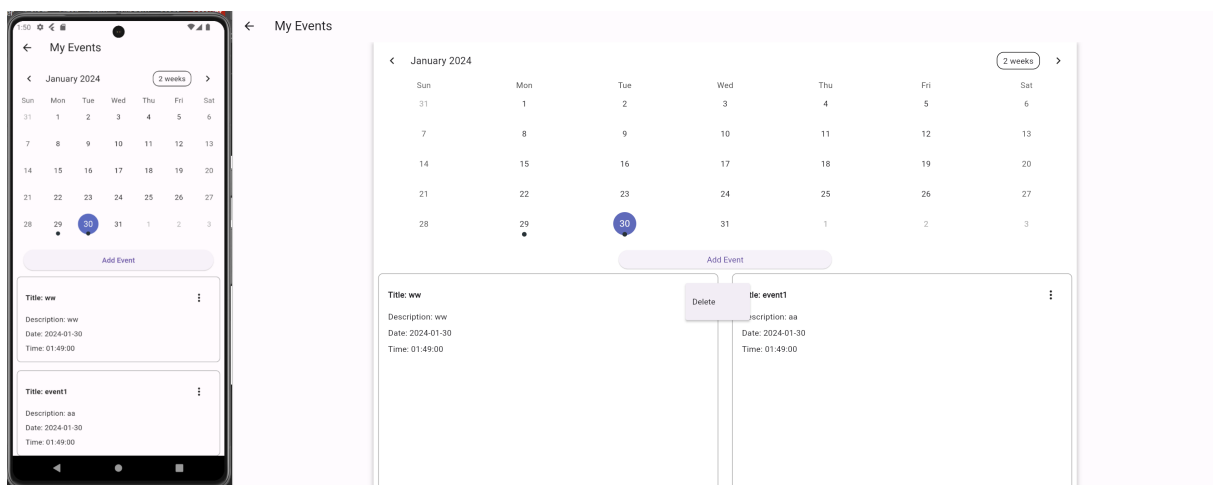 1:50
My Events
January 2024 2 weeks
Sun Mon Tue Wed Thu Fri Sat
31 1 2 3 4 5 6
7 8 9 10 11 12 13
14 15 16 17 18 19 20
21 22 23 24 25 26 27
28 29 30 31 1 2 3
Add Event
Title: ww
Description: ww
Date: 2024-01-30
Time: 01:49:00
Title: event1
Description: aa
Date: 2024-01-30
Time: 01:49:00
My Events
January 2024 2 weeks
Sun Mon Tue Wed Thu Fri Sat
31 1 2 3 4 5 6
7 8 9 10 11 12 13
14 15 16 17 18 19 20
21 22 23 24 25 26 27
28 29 30 31 1 2 3
Add Event
Title: ww
Description: ww
Date: 2024-01-30
Time: 01:49:00
Delete
tle: event1
escription: aa
Date: 2024-01-30
Time: 01:49:00